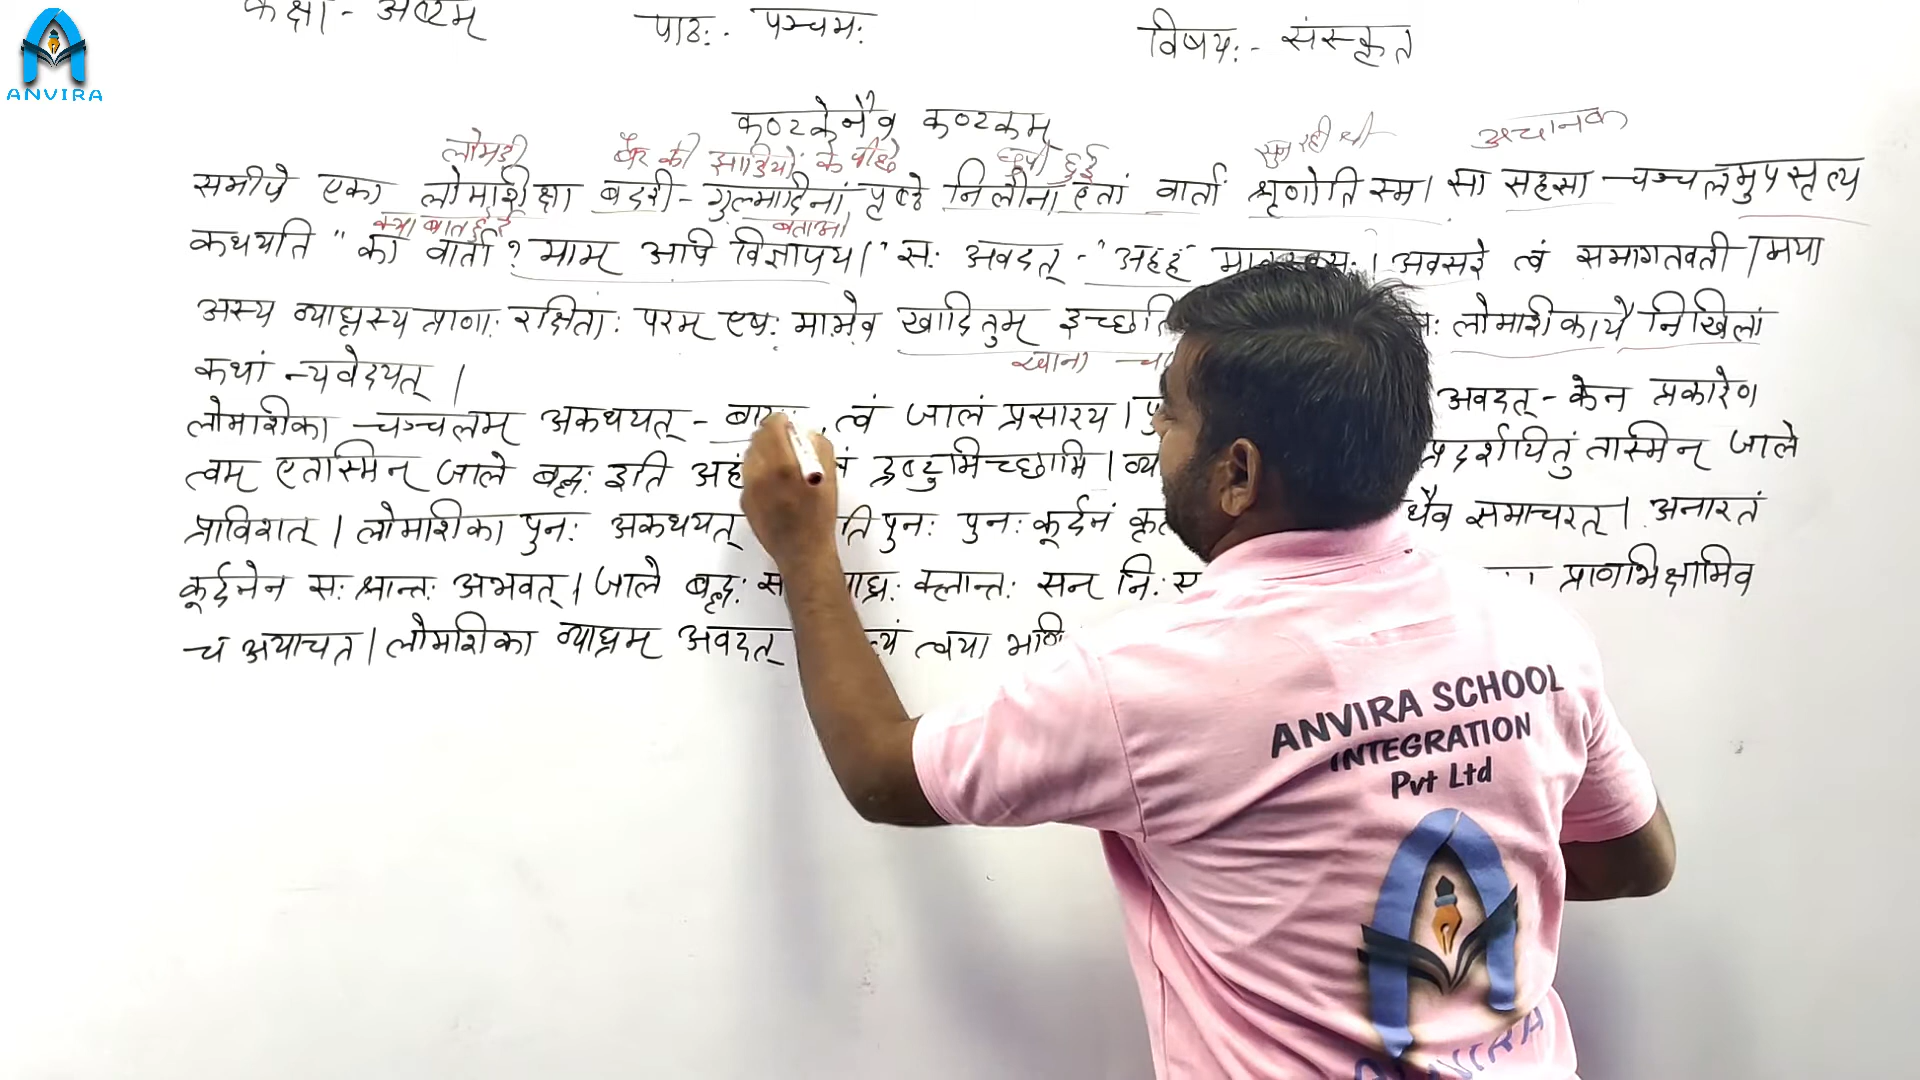 ANVIRA
कक्षा - अष्टम्
पाठः - पञ्चमः
विषयः - संस्कृत
कण्टकेनैव कण्टकम्
लोमड़ी बैर की झाड़ियों के पीछे छुपी हुई सुन रही थी अचानक
समीपे एका लोमशिका बदरी - गुल्मादिनां पृष्ठे निलीना एतां वार्तां श्रृणोति स्म। सा सहसा चञ्चलमुपसृत्य
क्या बात है बताओ
कथयति " का वार्ता ? माम् अपि विज्ञापय।" सः अवदत् - "अहह मातृस्वसः। अवसरे त्वं समागतवती। मया
अस्य व्याघ्रस्य प्राणाः रक्षिताः परम् एषः मामेव खादितुम् इच्छति लोमशिकायै निखिलां
खाना
कथां न्यवेदयत् ।
लोमशिका चञ्चलम् अकथयत् - त्वं जालं प्रसारय। अवदत् - केन प्रकारेण
त्वम् एतस्मिन् जाले बद्धः इति अहं द्रष्टुमिच्छामि। प्रदर्शयितुं तस्मिन् जाले
प्राविशत् । लोमशिका पुनः अकथयत् पुनः पुनः कूर्दनं समाचरत्। अनारतं
कूर्दनेन सः श्रान्तः अभवत्। जाले बद्धः क्लान्तः सन् प्राणभिक्षामिव
च अयाचत। लोमशिका व्याघ्रम् अवदत् त्वया
ANVIRA SCHOOL
INTEGRATION
Pvt Ltd
ANVIRA